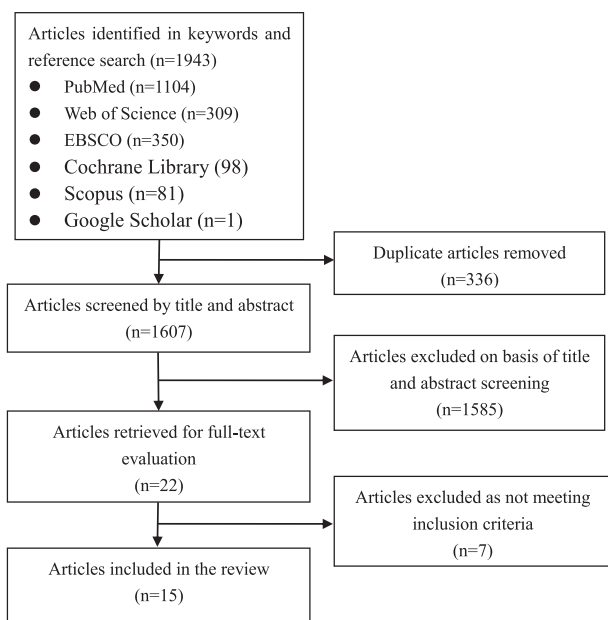 Articles identified in keywords and
reference search (n=1943)
● PubMed (n=1104)
● Web of Science (n=309)
● EBSCO (n=350)
● Cochrane Library (98)
● Scopus (n=81)
● Google Scholar (n=1)
Duplicate articles removed
(n=336)
Articles screened by title and abstract
(n=1607)
Articles excluded on basis of title
and abstract screening
(n=1585)
Articles retrieved for full-text
evaluation
(n=22)
Articles excluded as not meeting
inclusion criteria
(n=7)
Articles included in the review
(n=15)